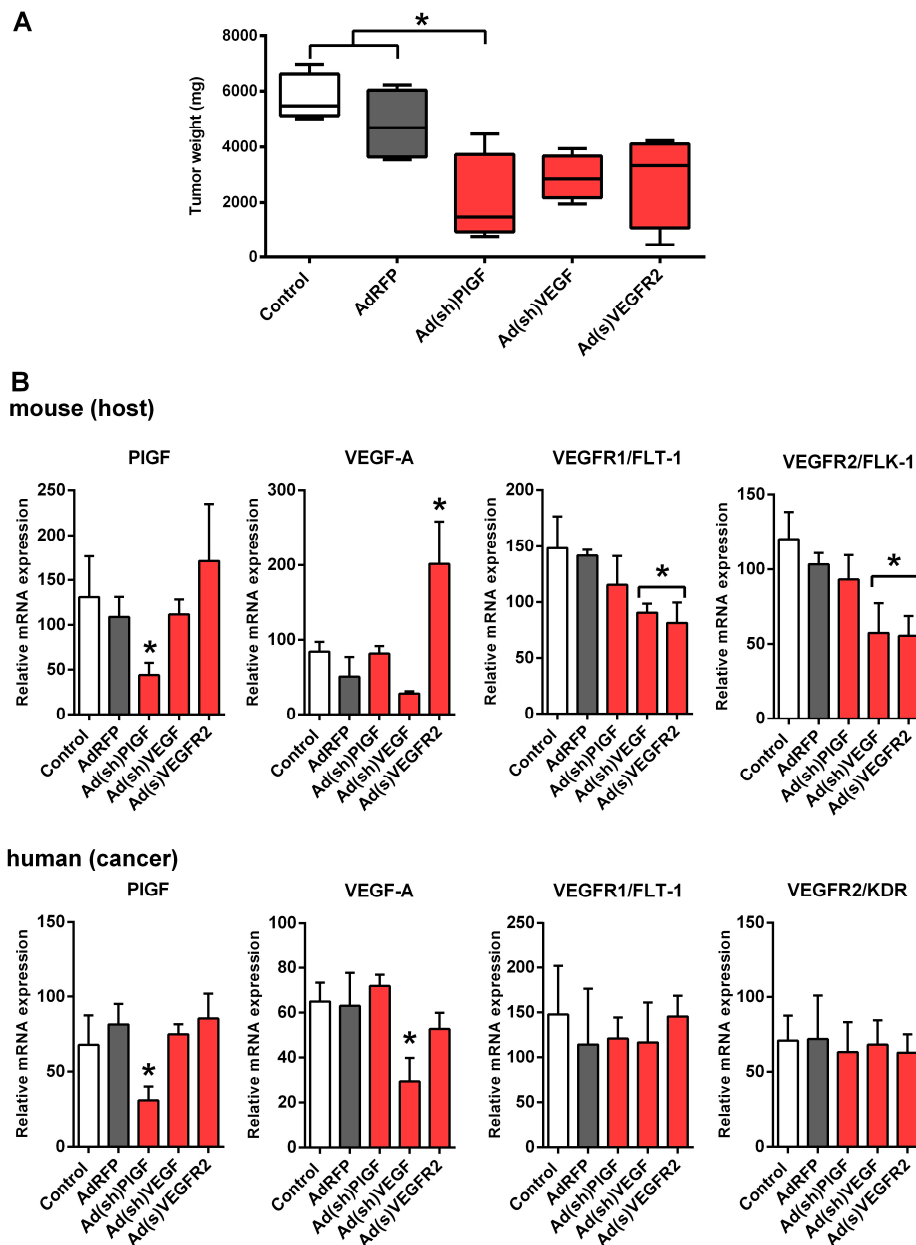 A
*
Tumor weight (mg)
8000
6000
4000
2000
0
Control
AdRFP
Ad(sh)PlGF
Ad(sh)VEGF
Ad(s)VEGFR2
B
mouse (host)
PlGF
Relative mRNA expression
250
200
150
100
50
0
*
Control
AdRFP
Ad(sh)PlGF
Ad(sh)VEGF
Ad(s)VEGFR2
VEGF-A
Relative mRNA expression
300
200
100
0
*
Control
AdRFP
Ad(sh)PlGF
Ad(sh)VEGF
Ad(s)VEGFR2
VEGFR1/FLT-1
Relative mRNA expression
200
150
100
50
0
*
Control
AdRFP
Ad(sh)PlGF
Ad(sh)VEGF
Ad(s)VEGFR2
VEGFR2/FLK-1
Relative mRNA expression
150
100
50
0
*
Control
AdRFP
Ad(sh)PlGF
Ad(sh)VEGF
Ad(s)VEGFR2
human (cancer)
PlGF
Relative mRNA expression
150
100
50
0
*
Control
AdRFP
Ad(sh)PlGF
Ad(sh)VEGF
Ad(s)VEGFR2
VEGF-A
Relative mRNA expression
100
80
60
40
20
0
*
Control
AdRFP
Ad(sh)PlGF
Ad(sh)VEGF
Ad(s)VEGFR2
VEGFR1/FLT-1
Relative mRNA expression
250
200
150
100
50
0
Control
AdRFP
Ad(sh)PlGF
Ad(sh)VEGF
Ad(s)VEGFR2
VEGFR2/KDR
Relative mRNA expression
150
100
50
0
Control
AdRFP
Ad(sh)PlGF
Ad(sh)VEGF
Ad(s)VEGFR2